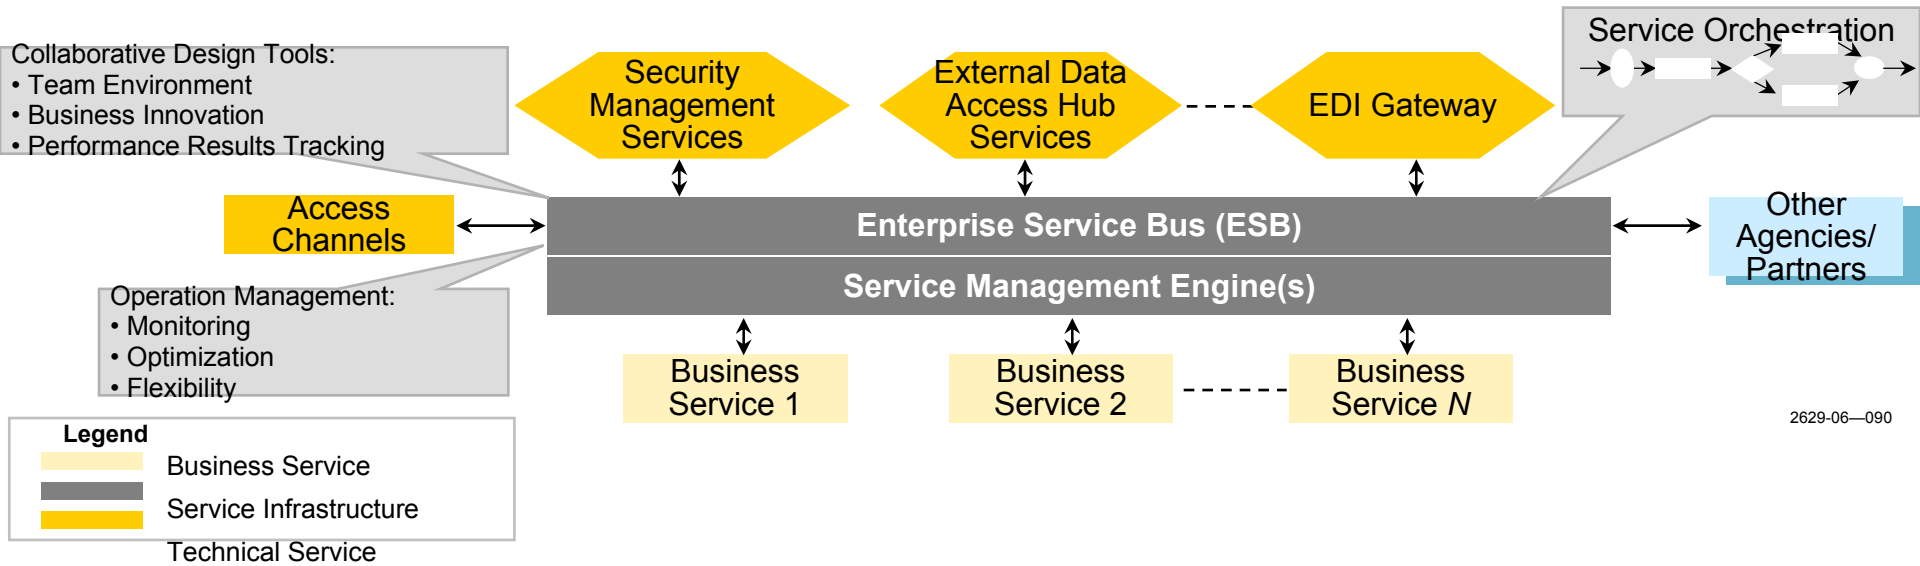 Service Orchestration
Collaborative Design Tools:
• Team Environment
• Business Innovation
• Performance Results Tracking
Security
Management
Services
External Data
Access Hub
Services
EDI Gateway
Access
Channels
Enterprise Service Bus (ESB)
Other
Agencies/
Partners
Service Management Engine(s)
Operation Management:
• Monitoring
• Optimization
• Flexibility
Business
Service 1
Business
Service 2
Business
Service N
2629-06—090
Legend
Business Service
Service Infrastructure
Technical Service